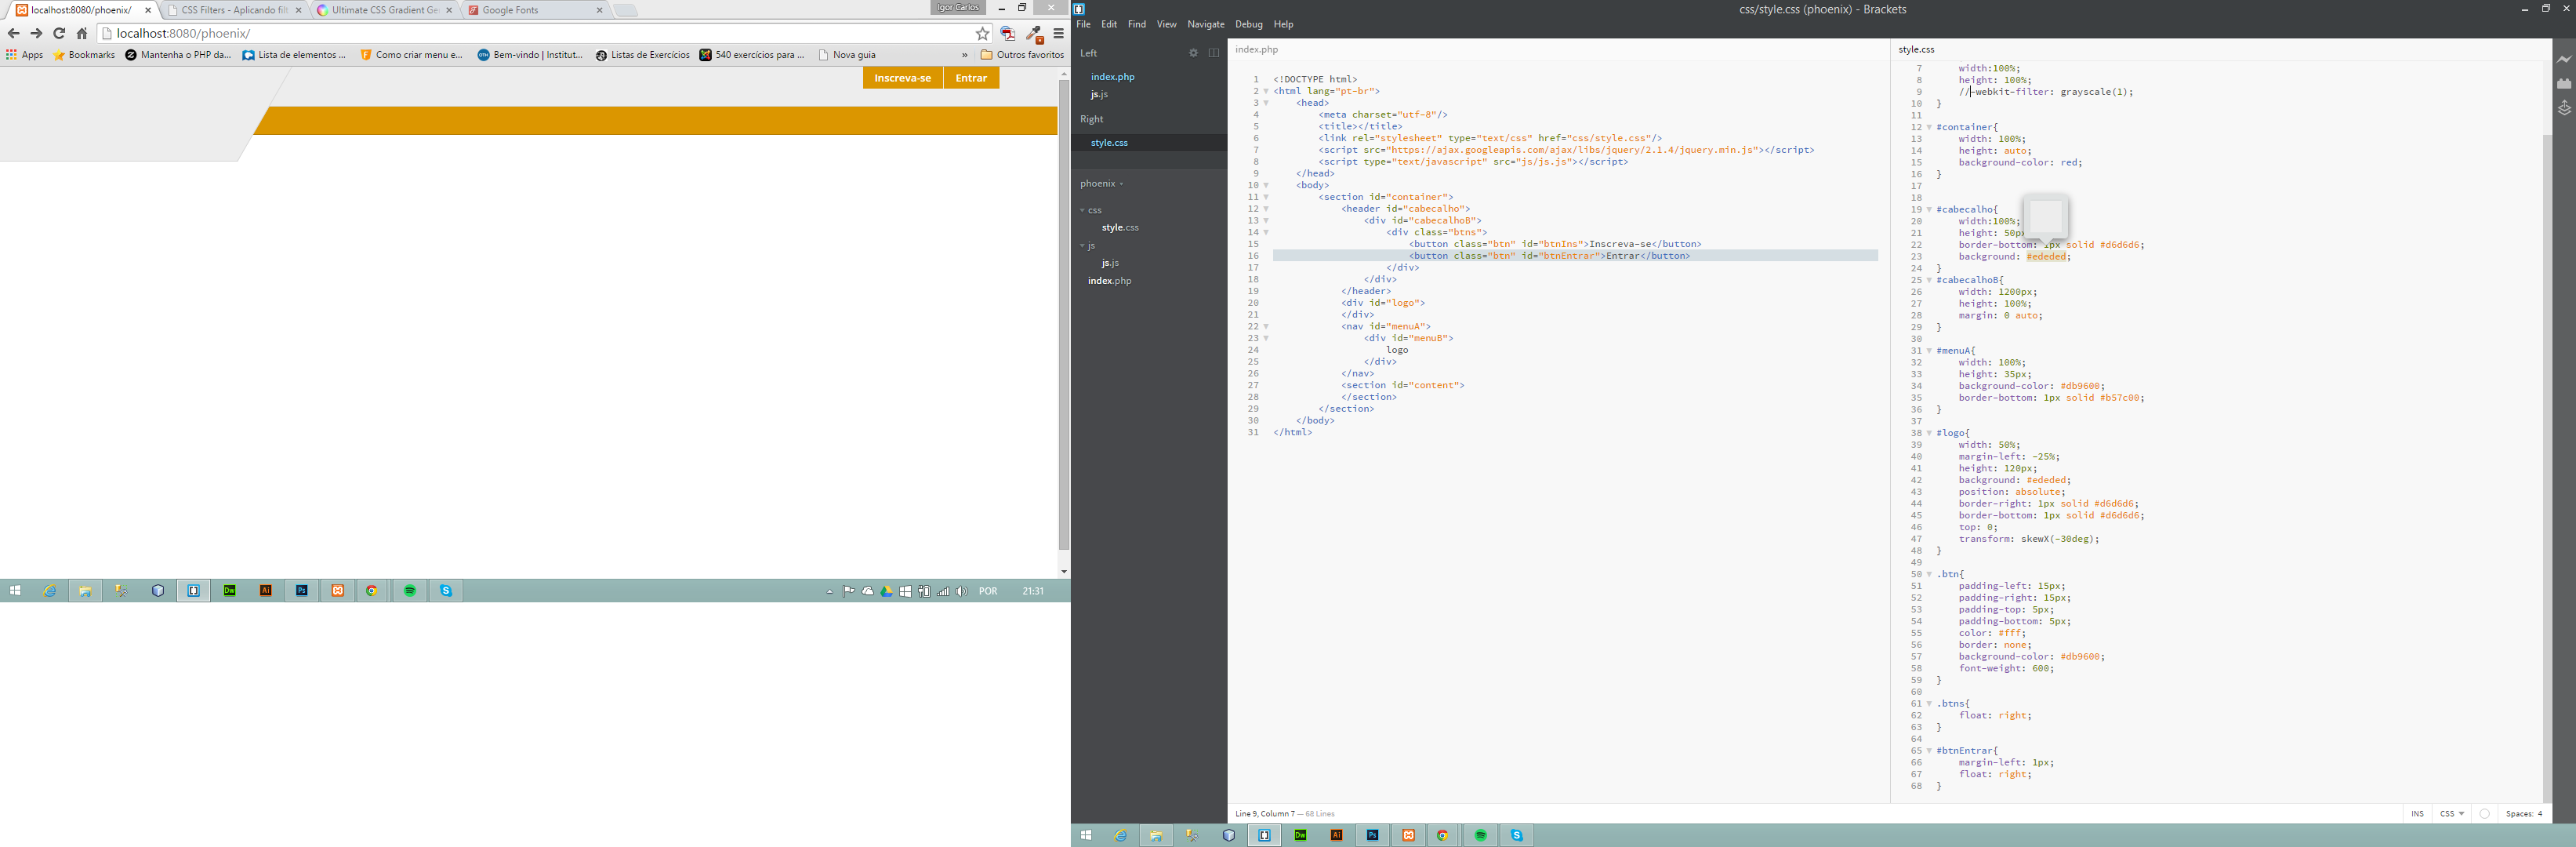 localhost:8080/phoenix/
CSS Filters - Aplicando filt
Ultimate CSS Gradient Ge
Google Fonts
Igor Carlos
localhost:8080/phoenix/
Apps
Bookmarks
Mantenha o PHP da...
Lista de elementos ...
Como criar menu e...
Bem-vindo | Institut...
Listas de Exercícios
540 exercícios para ...
Nova guia
»
Outros favoritos
Inscreva-se
Entrar
POR
21:31
css/style.css (phoenix) - Brackets
File Edit Find View Navigate Debug Help
Left
index.php
js.js
Right
style.css
phoenix
css
style.css
js
js.js
index.php
index.php
1 <!DOCTYPE html>
2 <html lang="pt-br">
3 <head>
4 <meta charset="utf-8"/>
5 <title></title>
6 <link rel="stylesheet" type="text/css" href="css/style.css"/>
7 <script src="https://ajax.googleapis.com/ajax/libs/jquery/2.1.4/jquery.min.js"></script>
8 <script type="text/javascript" src="js/js.js"></script>
9 </head>
10 <body>
11 <section id="container">
12 <header id="cabecalho">
13 <div id="cabecalhoB">
14 <div class="btns">
15 <button class="btn" id="btnIns">Inscreva-se</button>
16 <button class="btn" id="btnEntrar">Entrar</button>
17 </div>
18 </div>
19 </header>
20 <div id="logo">
21 </div>
22 <nav id="menuA">
23 <div id="menuB">
24 logo
25 </div>
26 </nav>
27 <section id="content">
28 </section>
29 </section>
30 </body>
31 </html>
style.css
7 width:100%;
8 height: 100%;
9 //-webkit-filter: grayscale(1);
10 }
11
12 #container{
13 width: 100%;
14 height: auto;
15 background-color: red;
16 }
17
18
19 #cabecalho{
20 width:100%;
21 height: 50px
22 border-bottom: 1px solid #d6d6d6;
23 background: #ededed;
24 }
25 #cabecalhoB{
26 width: 1200px;
27 height: 100%;
28 margin: 0 auto;
29 }
30
31 #menuA{
32 width: 100%;
33 height: 35px;
34 background-color: #db9600;
35 border-bottom: 1px solid #b57c00;
36 }
37
38 #logo{
39 width: 50%;
40 margin-left: -25%;
41 height: 120px;
42 background: #ededed;
43 position: absolute;
44 border-right: 1px solid #d6d6d6;
45 border-bottom: 1px solid #d6d6d6;
46 top: 0;
47 transform: skewX(-30deg);
48 }
49
50 .btn{
51 padding-left: 15px;
52 padding-right: 15px;
53 padding-top: 5px;
54 padding-bottom: 5px;
55 color: #fff;
56 border: none;
57 background-color: #db9600;
58 font-weight: 600;
59 }
60
61 .btns{
62 float: right;
63 }
64
65 #btnEntrar{
66 margin-left: 1px;
67 float: right;
68 }
Line 9, Column 7 — 68 Lines
INS
CSS
Spaces: 4